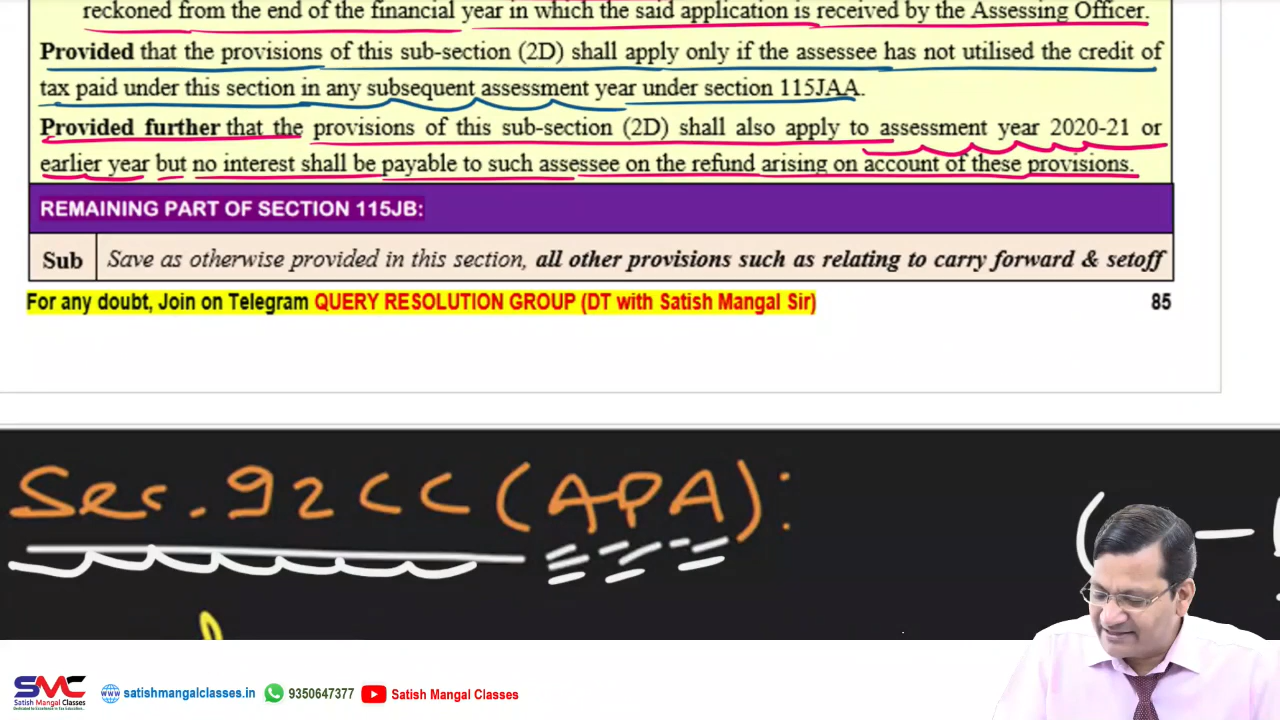 reckoned from the end of the financial year in which the said application is received by the Assessing Officer.
Provided that the provisions of this sub-section (2D) shall apply only if the assessee has not utilised the credit of
tax paid under this section in any subsequent assessment year under section 115JAA.
Provided further that the provisions of this sub-section (2D) shall also apply to assessment year 2020-21 or
earlier year but no interest shall be payable to such assessee on the refund arising on account of these provisions.
REMAINING PART OF SECTION 115JB:
Sub Save as otherwise provided in this section, all other provisions such as relating to carry forward & setoff
For any doubt, Join on Telegram QUERY RESOLUTION GROUP (DT with Satish Mangal Sir) 85
Sec. 92CC (APA):
SMC
Satish Mangal Classes
satishmangalclasses.in 9350647377 Satish Mangal Classes